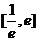 [1/e, e]